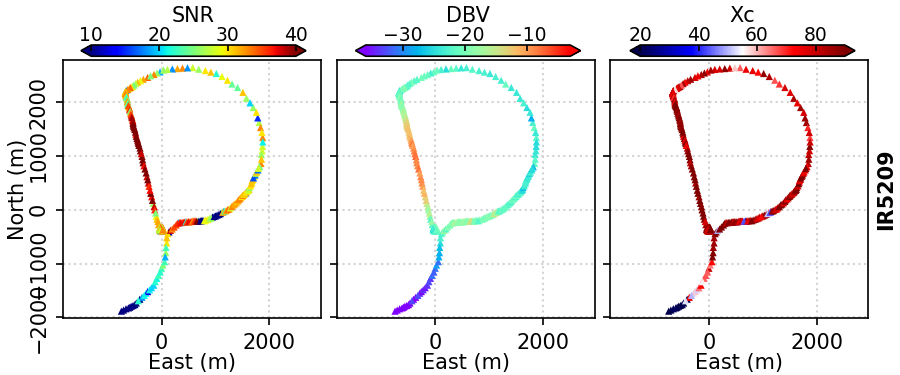 SNR
DBV
Xc
10 20 30 40
−30 −20 −10
20 40 60 80
North (m)
2000
1000
0
−1000
−2000
0 2000
0 2000
0 2000
East (m)
East (m)
East (m)
IR5209